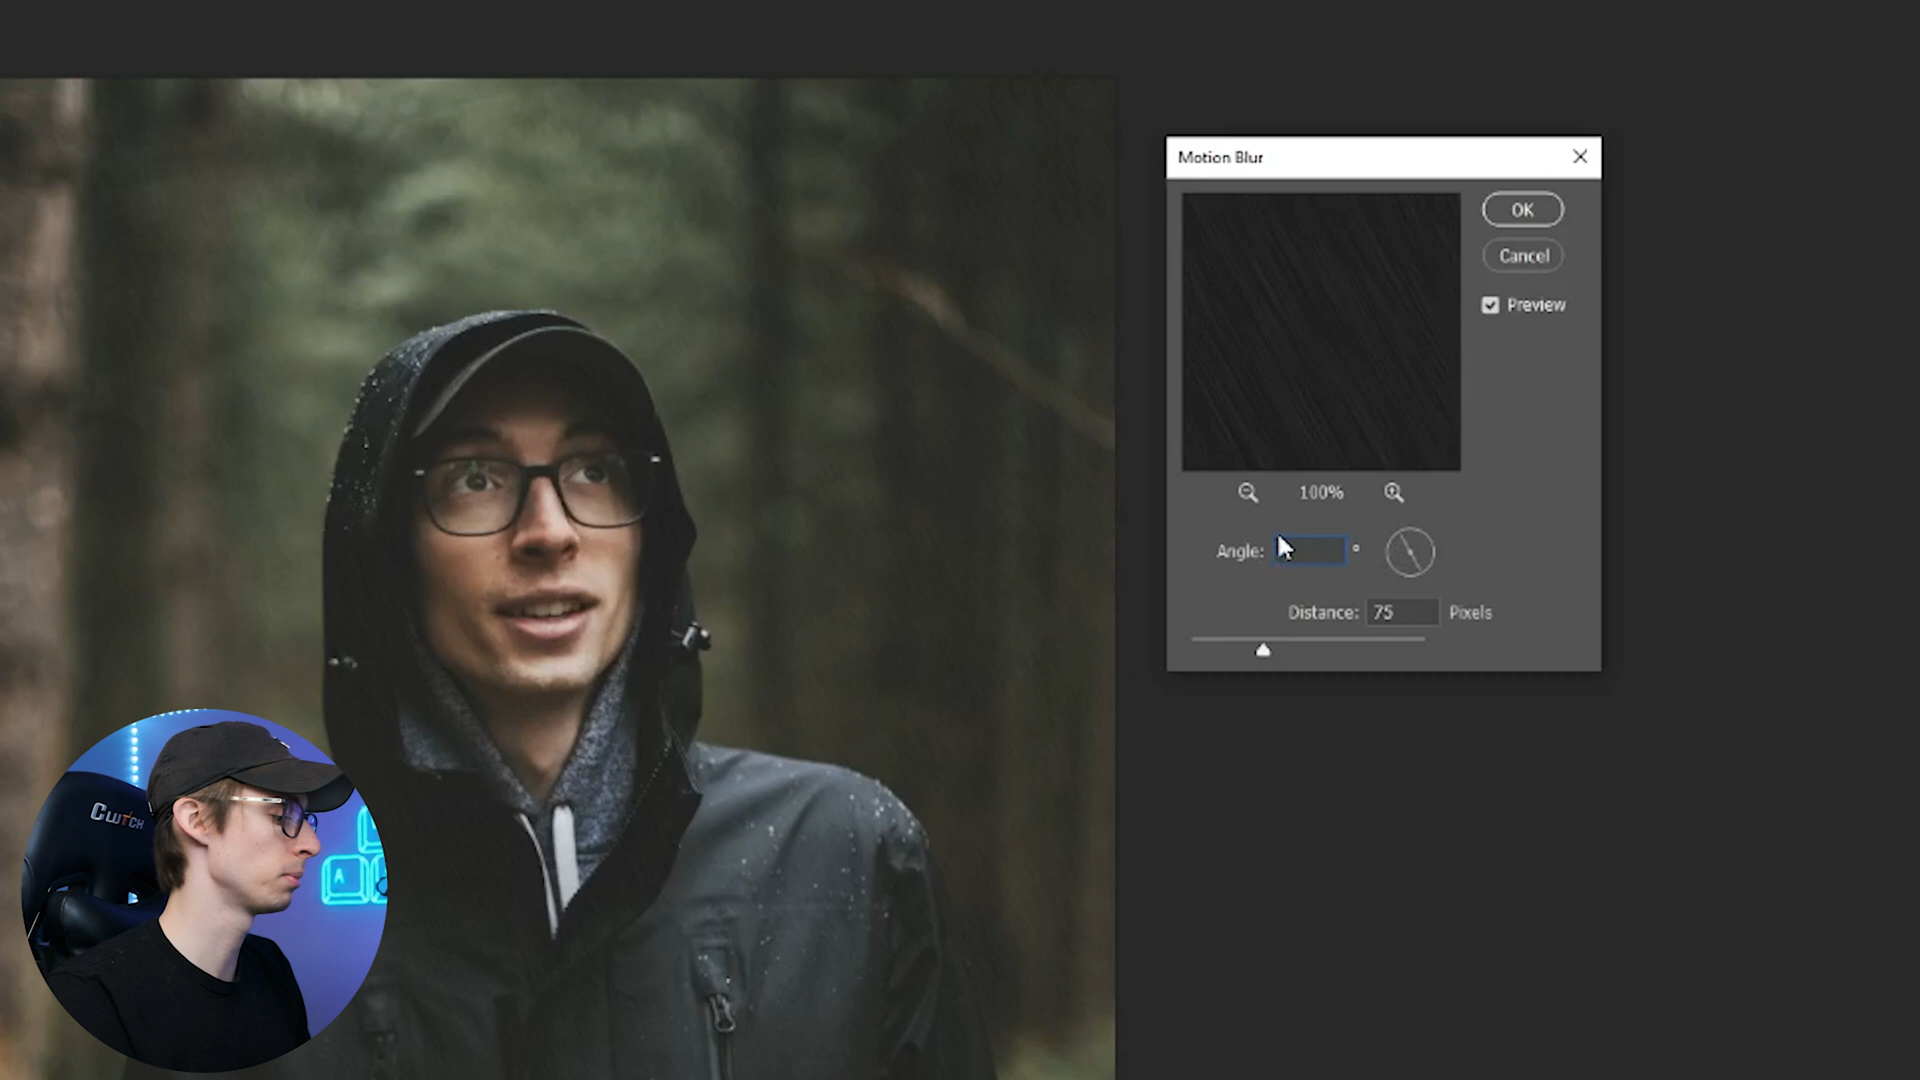 Motion Blur
OK
Cancel
Preview
100%
Angle: °
Distance: 75 Pixels
CWTCH
A